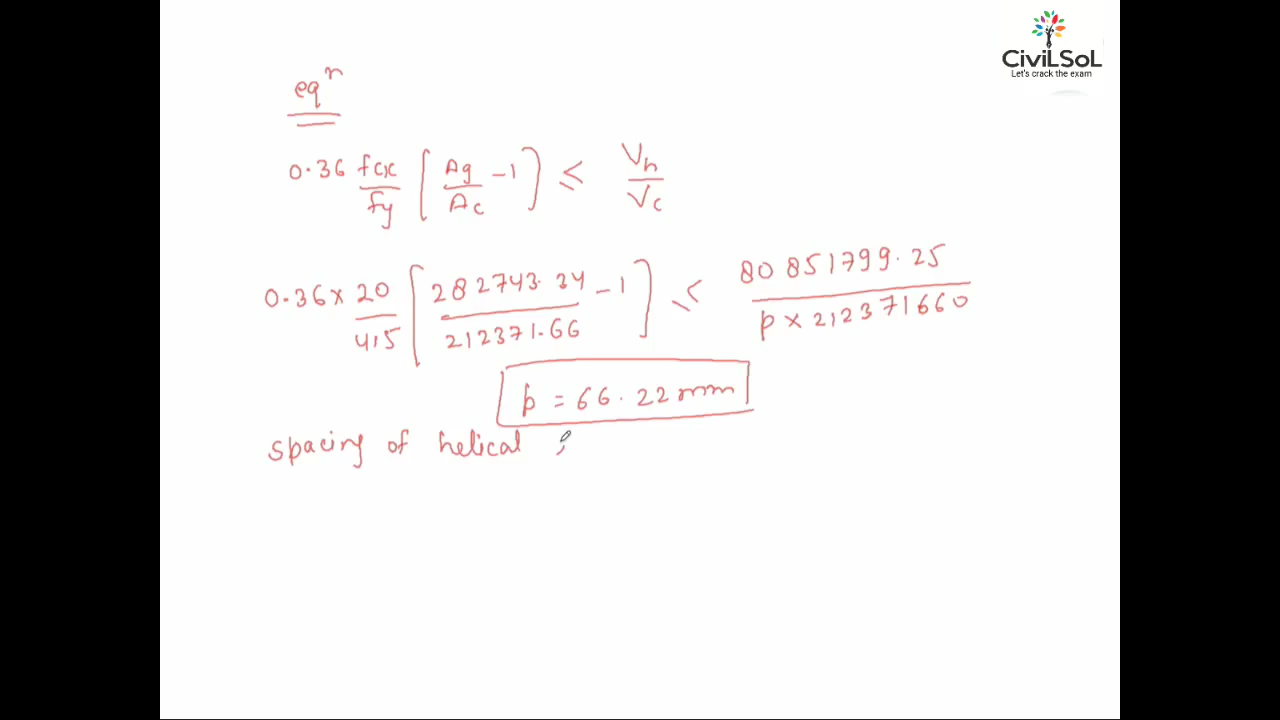 CiviLSoL
Let's crack the exam
eqⁿ
0.36 fck/fy [Ag/Ac - 1] ≤ Vh/Vc
0.36 × 20/415 [282743.34/212371.66 - 1] ≤ 80851799.25/(p × 212371660)
p = 66.22 mm
spacing of helical ;